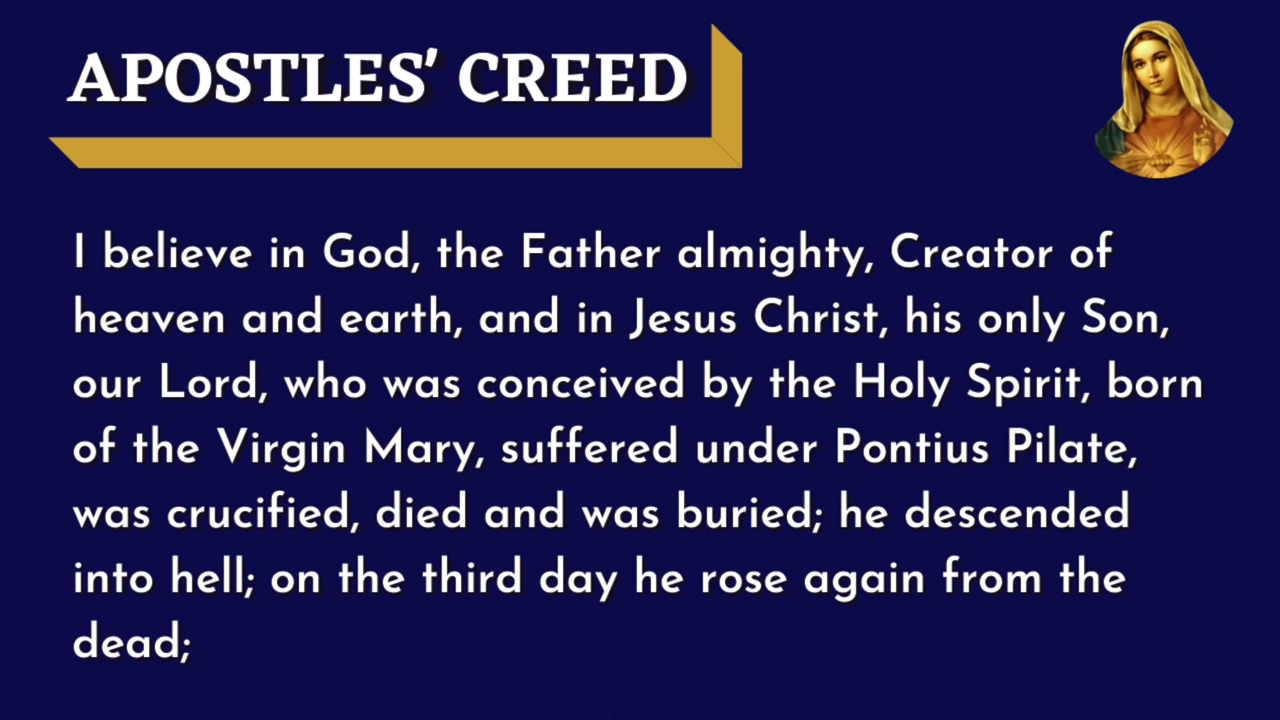 APOSTLES' CREED
I believe in God, the Father almighty, Creator of
heaven and earth, and in Jesus Christ, his only Son,
our Lord, who was conceived by the Holy Spirit, born
of the Virgin Mary, suffered under Pontius Pilate,
was crucified, died and was buried; he descended
into hell; on the third day he rose again from the
dead;